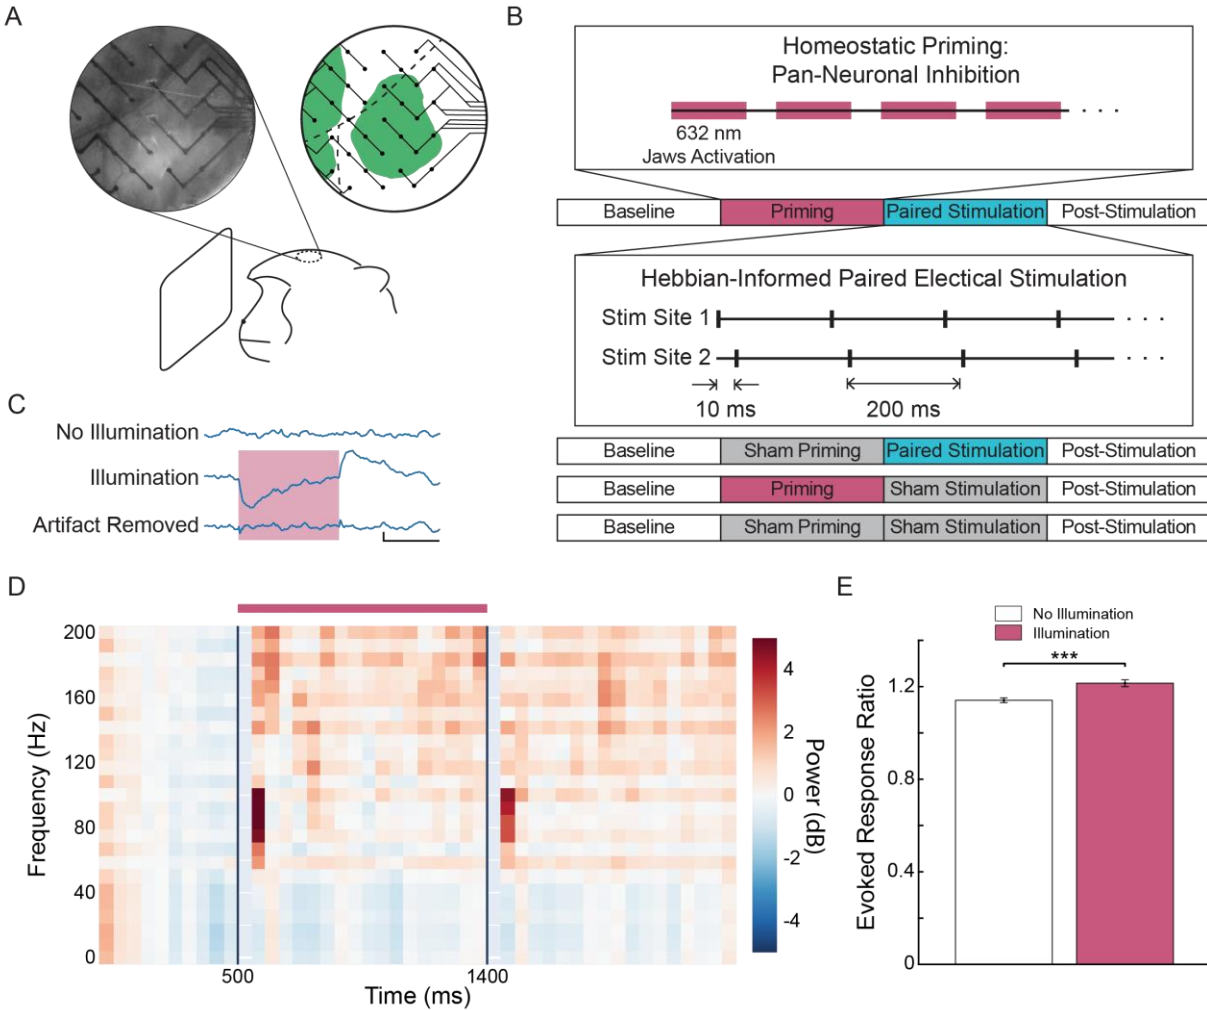 A
B
Homeostatic Priming:
Pan-Neuronal Inhibition
632 nm
Jaws Activation
Baseline Priming Paired Stimulation Post-Stimulation
Hebbian-Informed Paired Electical Stimulation
Stim Site 1
Stim Site 2
10 ms 200 ms
Baseline Sham Priming Paired Stimulation Post-Stimulation
Baseline Priming Sham Stimulation Post-Stimulation
Baseline Sham Priming Sham Stimulation Post-Stimulation
C
No Illumination
Illumination
Artifact Removed
D
Frequency (Hz)
200
160
120
80
40
0
500 1400
Time (ms)
4
2
0
-2
-4
Power (dB)
E
No Illumination
Illumination
***
Evoked Response Ratio
1.2
0.8
0.4
0